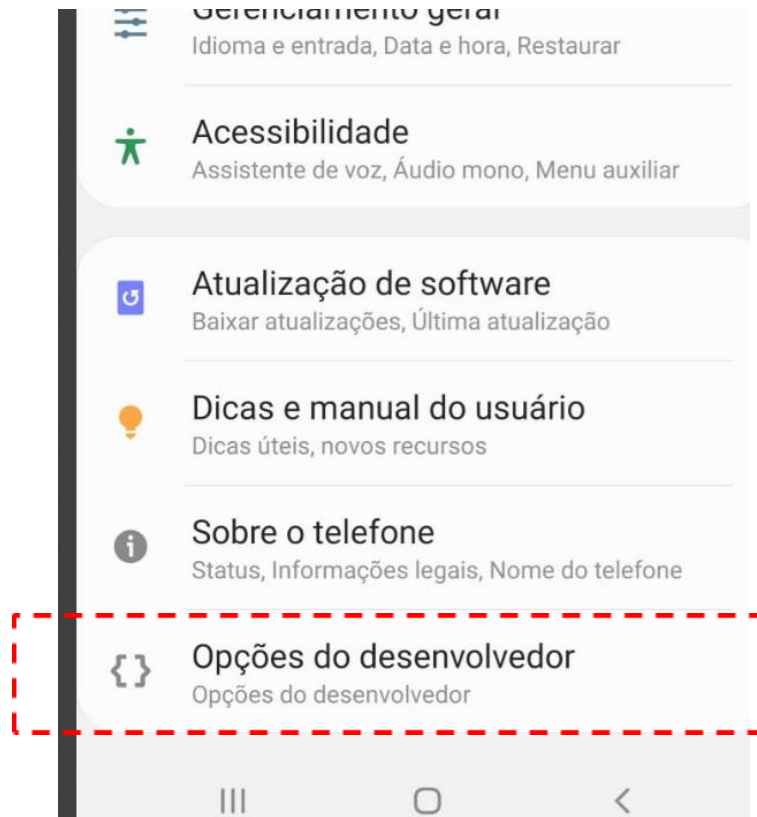 Gerenciamento geral
Idioma e entrada, Data e hora, Restaurar
Acessibilidade
Assistente de voz, Áudio mono, Menu auxiliar
Atualização de software
Baixar atualizações, Última atualização
Dicas e manual do usuário
Dicas úteis, novos recursos
Sobre o telefone
Status, Informações legais, Nome do telefone
{ } Opções do desenvolvedor
Opções do desenvolvedor